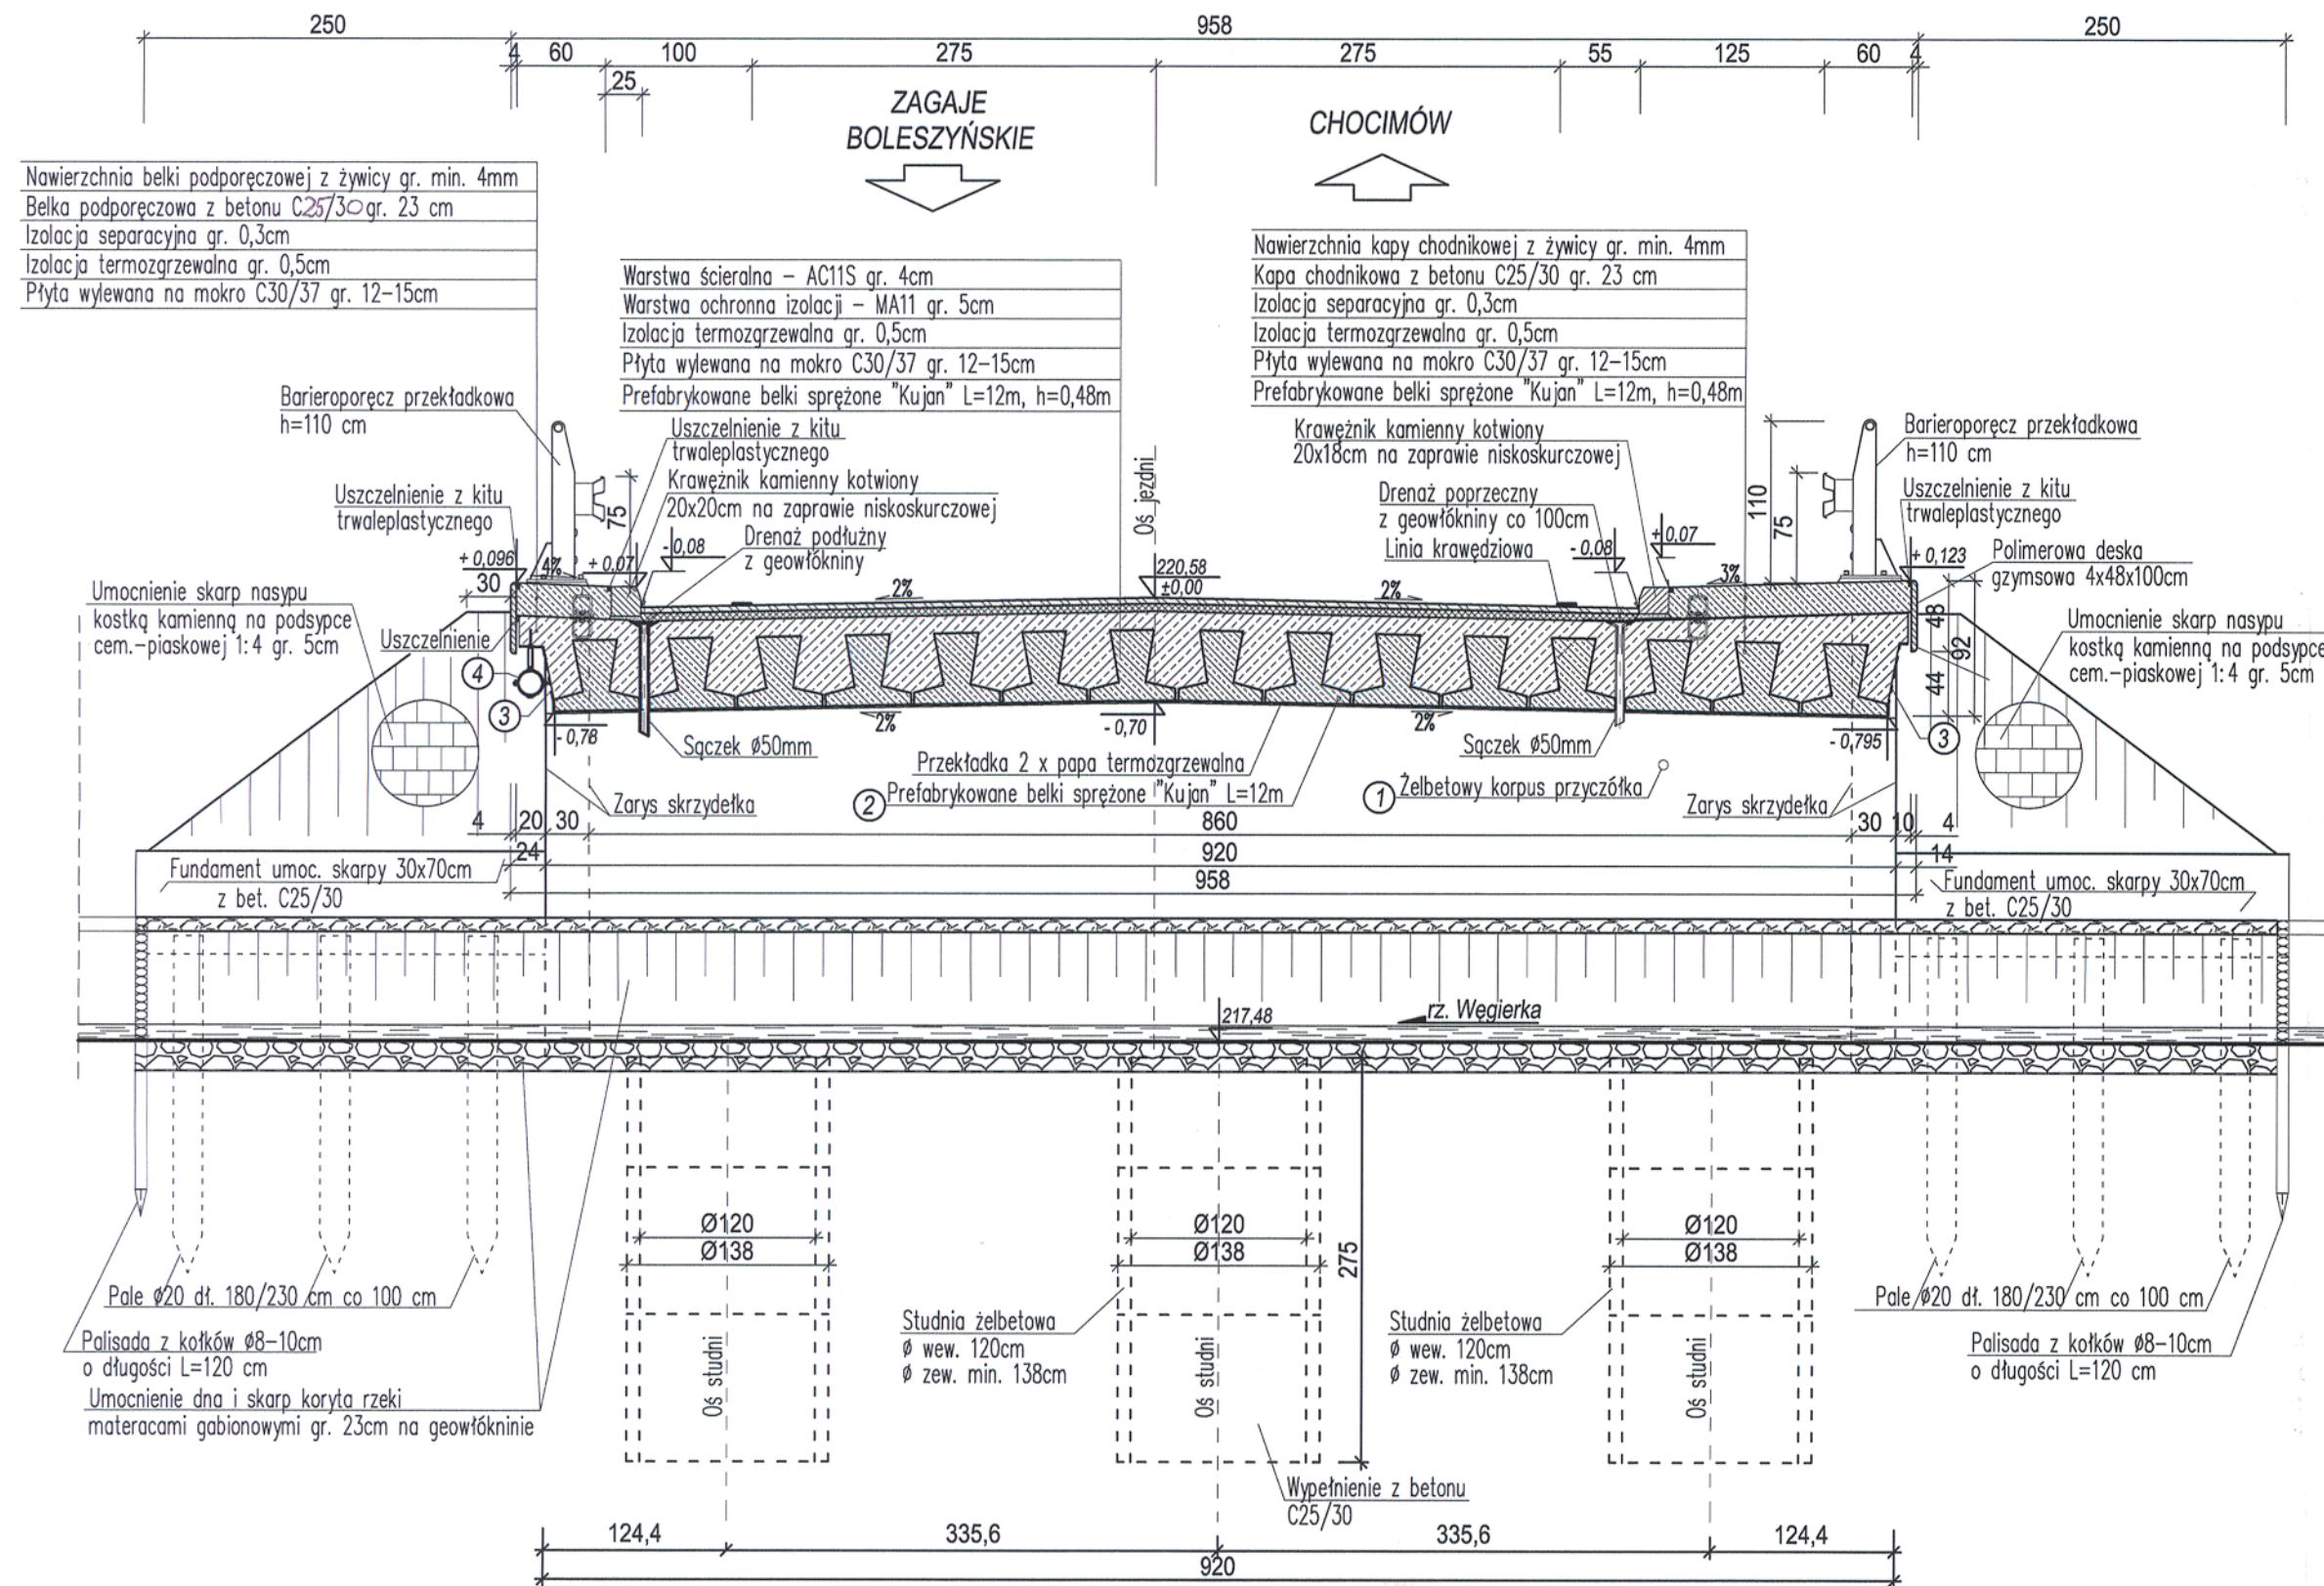 250
958
250
4
60
100
275
275
55
125
60
4
25
ZAGAJE
BOLESZYŃSKIE
CHOCIMÓW
Nawierzchnia belki podporęczowej z żywicy gr. min. 4mm
Belka podporęczowa z betonu C25/30 gr. 23 cm
Izolacja separacyjna gr. 0,3cm
Izolacja termozgrzewalna gr. 0,5cm
Płyta wylewana na mokro C30/37 gr. 12-15cm
Warstwa ścieralna - AC11S gr. 4cm
Warstwa ochronna izolacji - MA11 gr. 5cm
Izolacja termozgrzewalna gr. 0,5cm
Płyta wylewana na mokro C30/37 gr. 12-15cm
Prefabrykowane belki sprężone "Kujan" L=12m, h=0,48m
Nawierzchnia kapy chodnikowej z żywicy gr. min. 4mm
Kapa chodnikowa z betonu C25/30 gr. 23 cm
Izolacja separacyjna gr. 0,3cm
Izolacja termozgrzewalna gr. 0,5cm
Płyta wylewana na mokro C30/37 gr. 12-15cm
Prefabrykowane belki sprężone "Kujan" L=12m, h=0,48m
Barieroporęcz przekładkowa
h=110 cm
Uszczelnienie z kitu
trwaleplastycznego
Krawężnik kamienny kotwiony
20x20cm na zaprawie niskoskurczowej
Drenaż podłużny
z geowłókniny
Uszczelnienie z kitu
trwaleplastycznego
75
Oś jezdni
Krawężnik kamienny kotwiony
20x18cm na zaprawie niskoskurczowej
Drenaż poprzeczny
z geowłókniny co 100cm
Linia krawędziowa
110
75
Barieroporęcz przekładkowa
h=110 cm
Uszczelnienie z kitu
trwaleplastycznego
Polimerowa deska
gzymsowa 4x48x100cm
+ 0,096
4%
+ 0.07
- 0,08
30
2%
220,58
±0,00
2%
- 0,08
+0,07
3%
+ 0,123
Umocnienie skarp nasypu
kostką kamienną na podsypce
cem.-piaskowej 1:4 gr. 5cm
Uszczelnienie
4
3
48
92
44
Umocnienie skarp nasypu
kostką kamienną na podsypce
cem.-piaskowej 1:4 gr. 5cm
- 0,78
2%
- 0,70
2%
- 0,795
3
Sączek ø50mm
Sączek ø50mm
Przekładka 2 x papa termozgrzewalna
2
Prefabrykowane belki sprężone "Kujan" L=12m
1
Żelbetowy korpus przyczółka
Zarys skrzydełka
Zarys skrzydełka
4
20
30
860
30
10
4
24
920
14
958
Fundament umoc. skarpy 30x70cm
z bet. C25/30
Fundament umoc. skarpy 30x70cm
z bet. C25/30
217,48
rz. Węgierka
Ø120
Ø138
Ø120
Ø138
Ø120
Ø138
275
Pale ø20 dł. 180/230 cm co 100 cm
Pale ø20 dł. 180/230 cm co 100 cm
Palisada z kołków ø8-10cm
o długości L=120 cm
Palisada z kołków ø8-10cm
o długości L=120 cm
Umocnienie dna i skarp koryta rzeki
materacami gabionowymi gr. 23cm na geowłókninie
Studnia żelbetowa
ø wew. 120cm
ø zew. min. 138cm
Studnia żelbetowa
ø wew. 120cm
ø zew. min. 138cm
Oś studni
Oś studni
Oś studni
Wypełnienie z betonu
C25/30
124,4
335,6
335,6
124,4
920